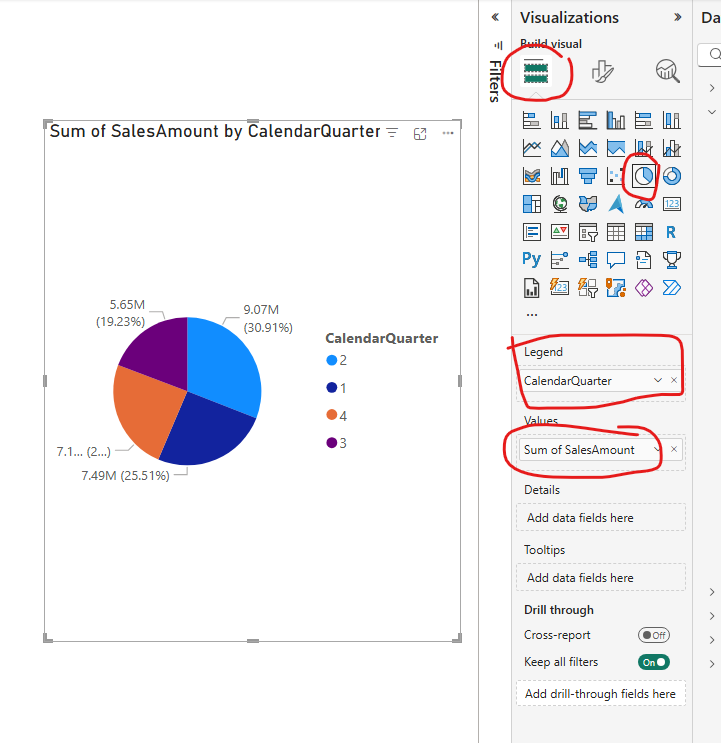 Visualizations
Da
Build visual
Filters
Sum of SalesAmount by CalendarQuarter
123
R
Py
123
5.65M
(19.23%)
9.07M
(30.91%)
CalendarQuarter
2
1
4
3
7.1... (2...)
7.49M (25.51%)
Legend
CalendarQuarter
Values
Sum of SalesAmount
Details
Add data fields here
Tooltips
Add data fields here
Drill through
Cross-report
Off
Keep all filters
On
Add drill-through fields here